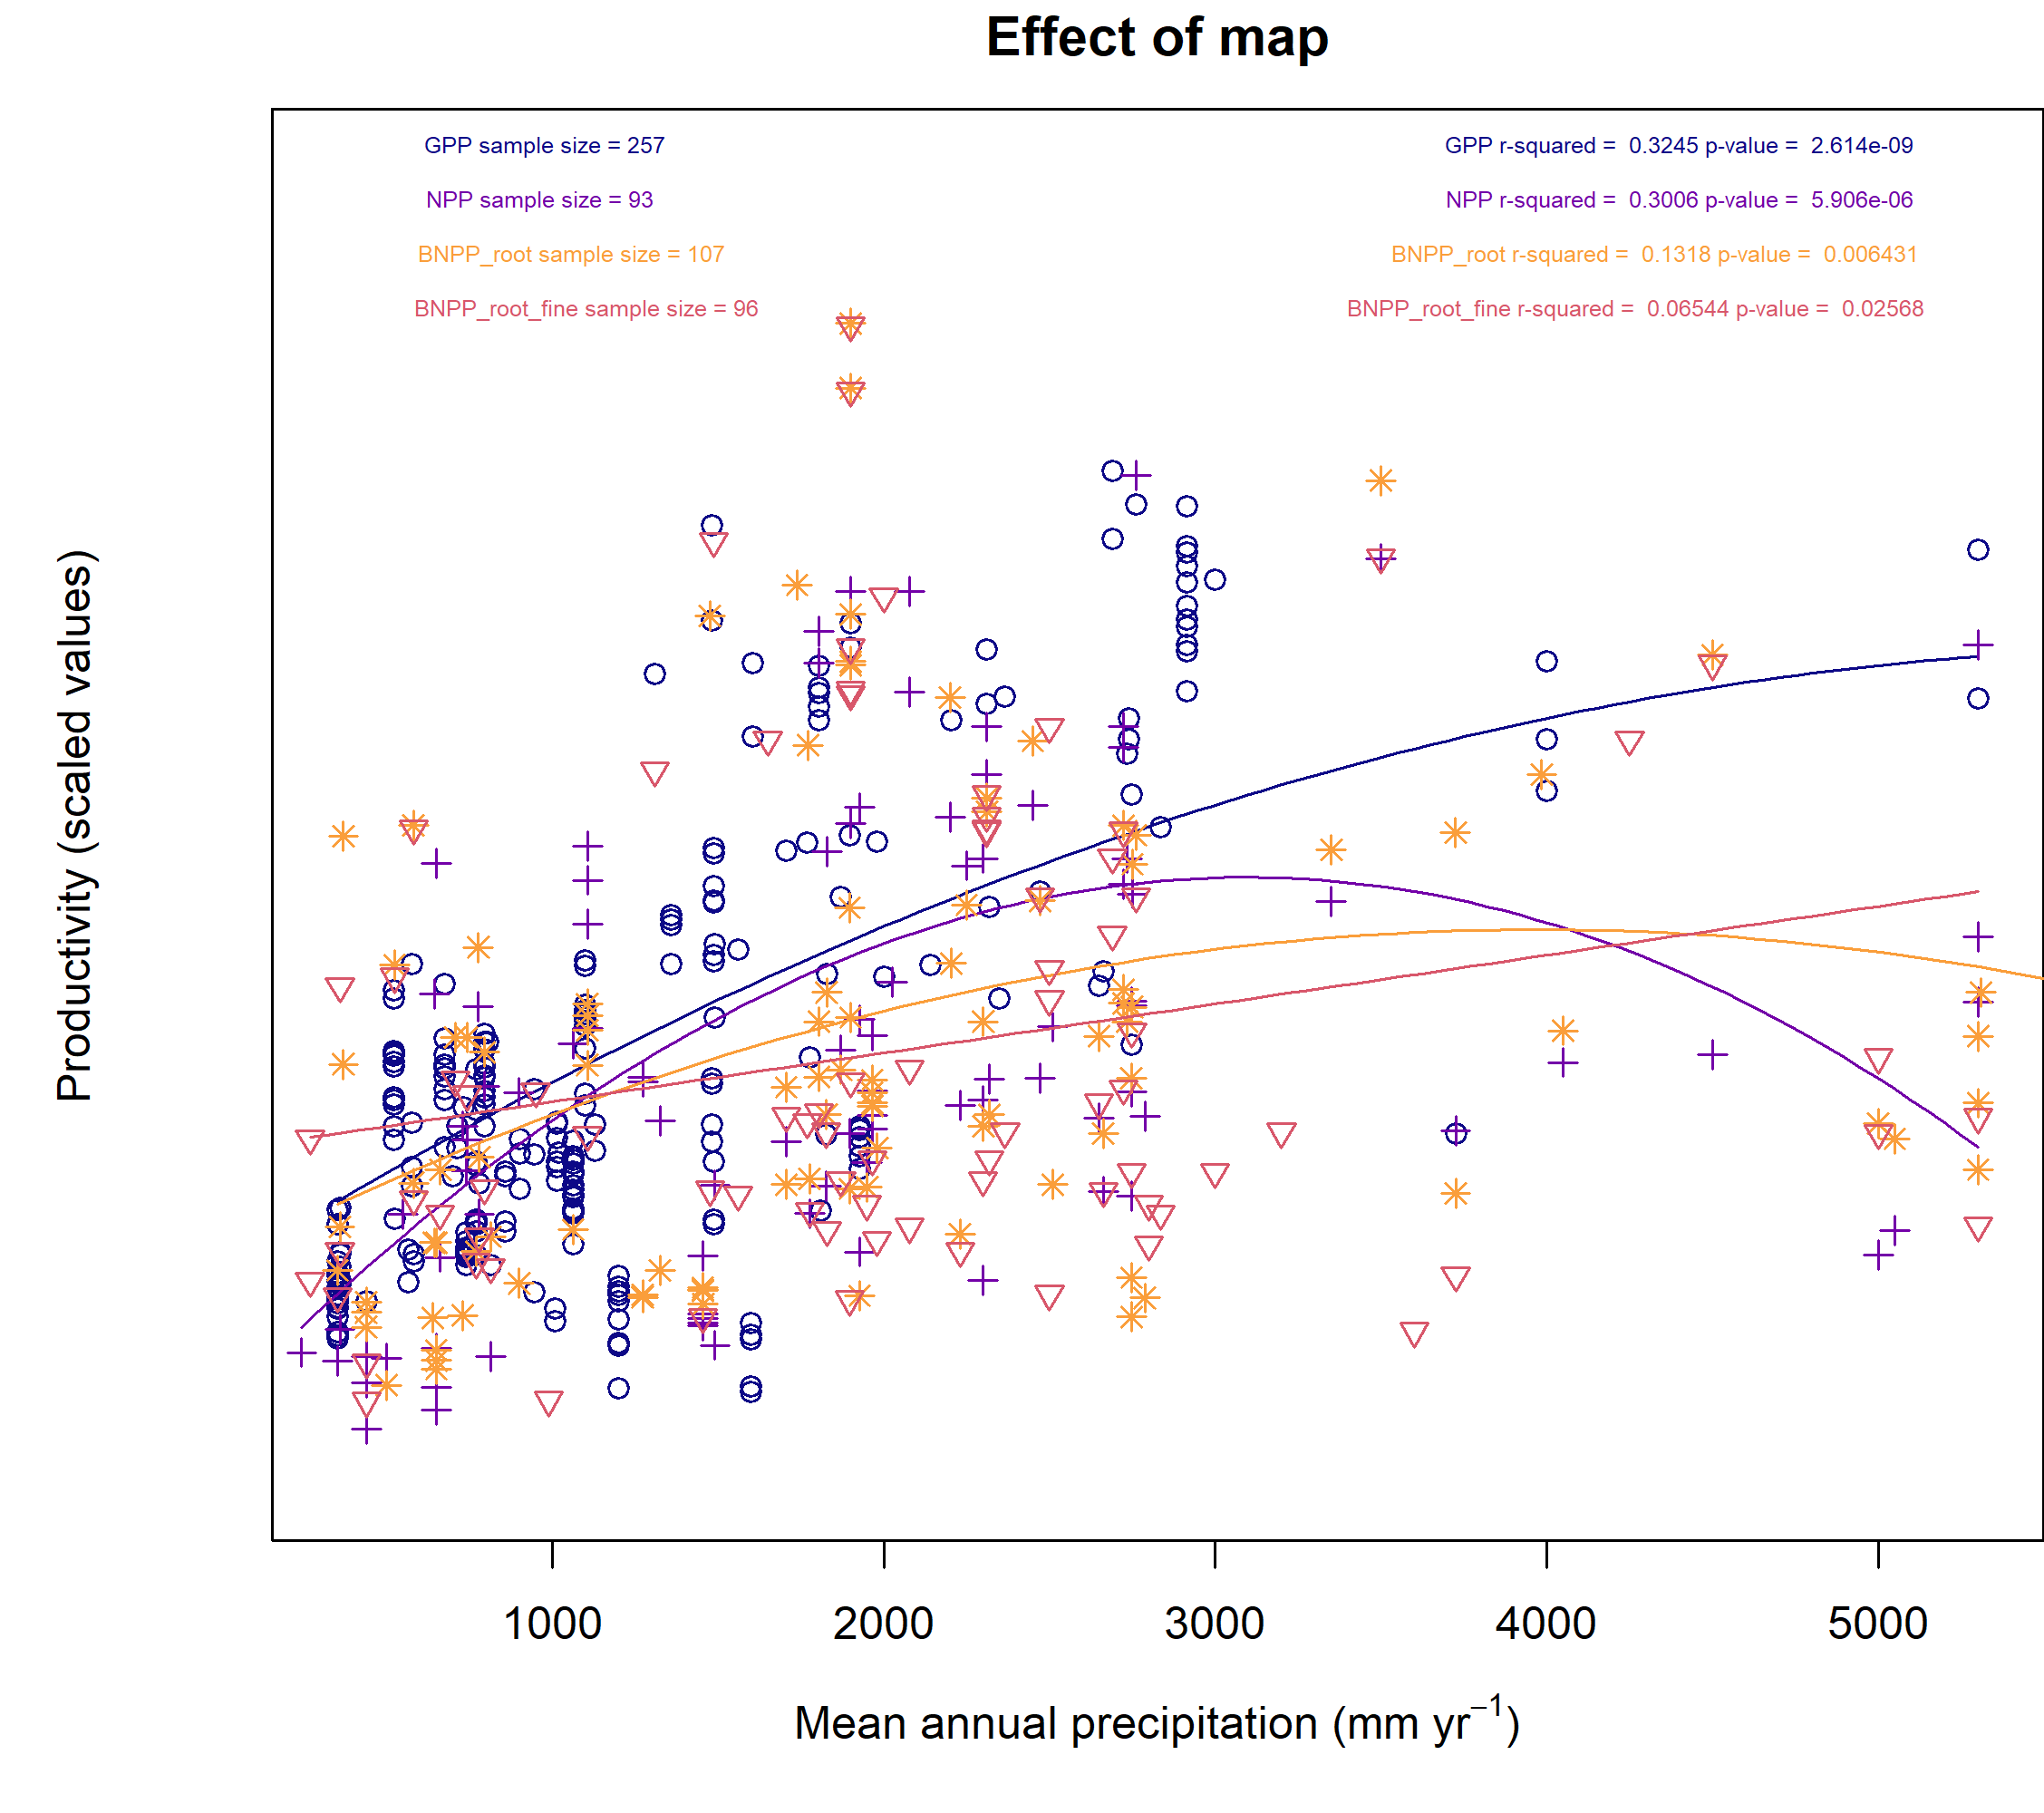 Effect of map
GPP sample size = 257
GPP r-squared = 0.3245 p-value = 2.614e-09
NPP sample size = 93
NPP r-squared = 0.3006 p-value = 5.906e-06
BNPP_root sample size = 107
BNPP_root r-squared = 0.1318 p-value = 0.006431
BNPP_root_fine sample size = 96
BNPP_root_fine r-squared = 0.06544 p-value = 0.02568
Productivity (scaled values)
1000 2000 3000 4000 5000
Mean annual precipitation (mm yr⁻¹)